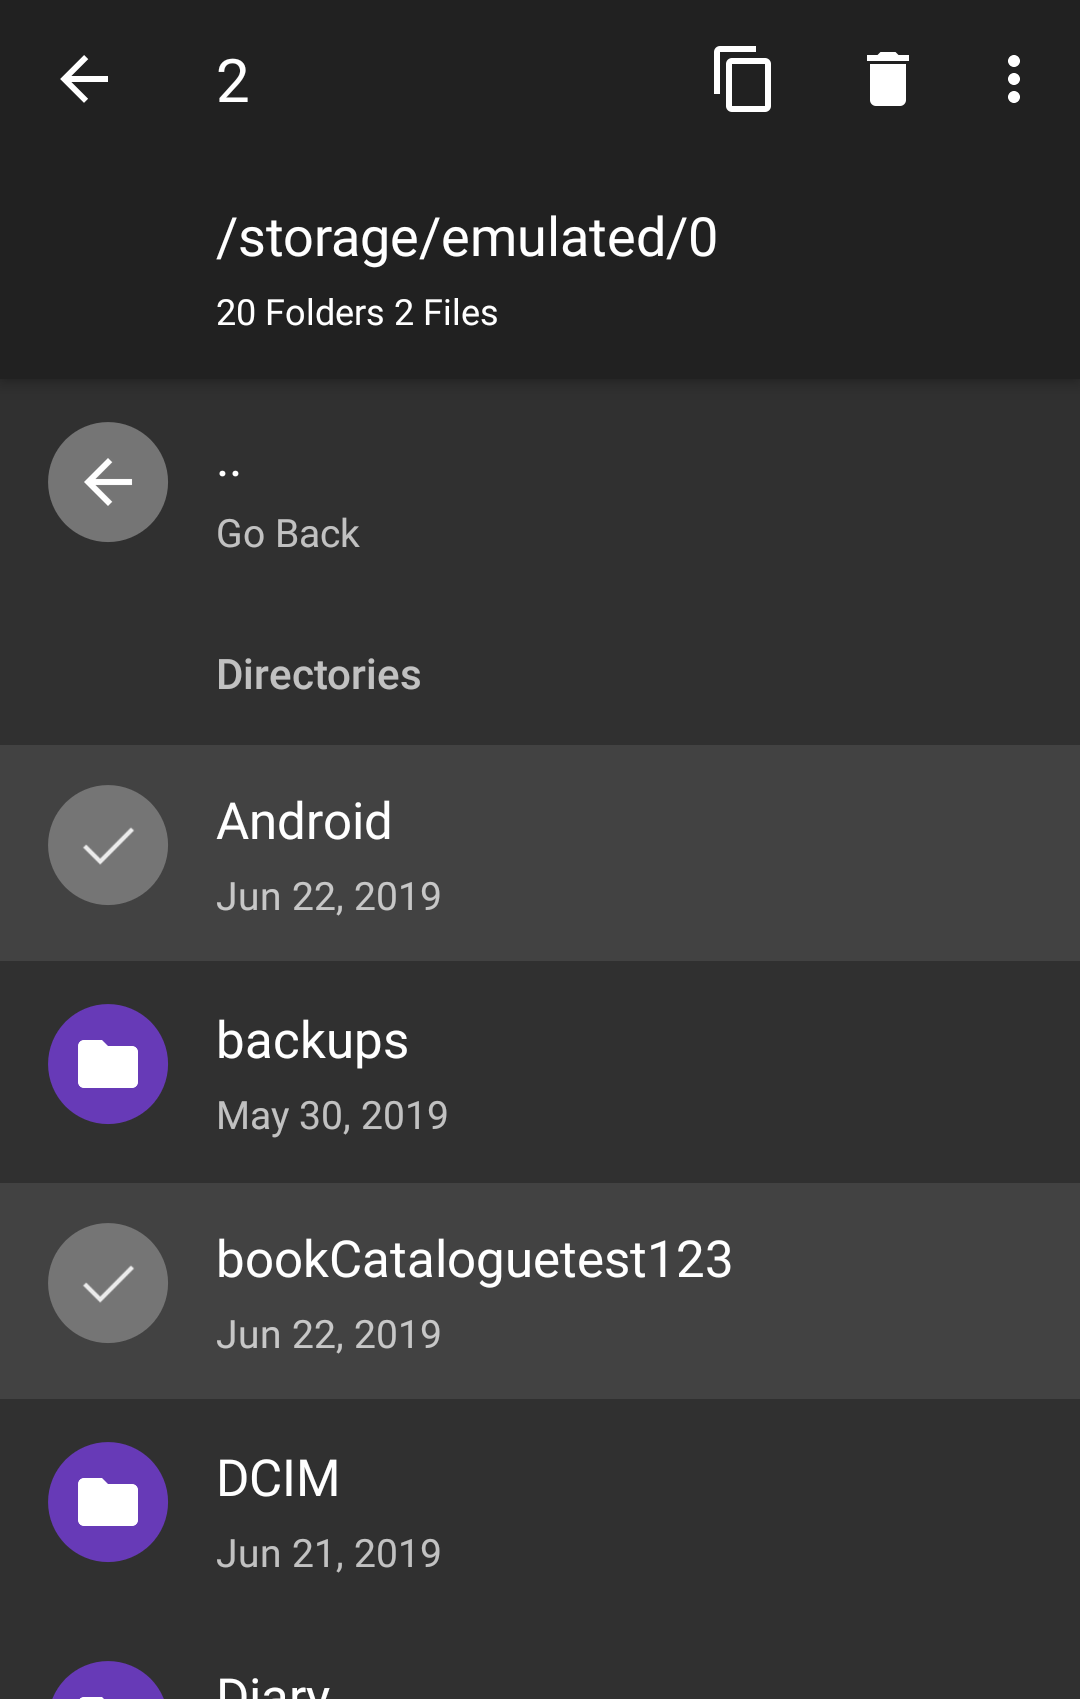 2
/storage/emulated/0
20 Folders 2 Files
..
Go Back
Directories
Android
Jun 22, 2019
backups
May 30, 2019
bookCataloguetest123
Jun 22, 2019
DCIM
Jun 21, 2019
Diary